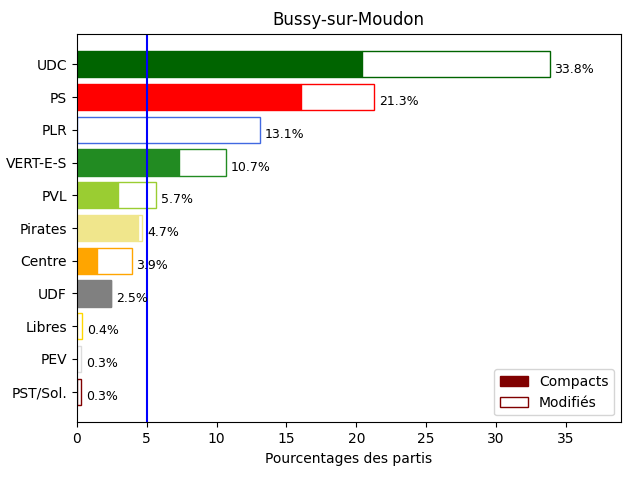 Bussy-sur-Moudon
UDC 33.8%
PS 21.3%
PLR 13.1%
VERT-E-S 10.7%
PVL 5.7%
Pirates 4.7%
Centre 3.9%
UDF 2.5%
Libres 0.4%
PEV 0.3%
PST/Sol. 0.3%
Compacts
Modifiés
0 5 10 15 20 25 30 35
Pourcentages des partis